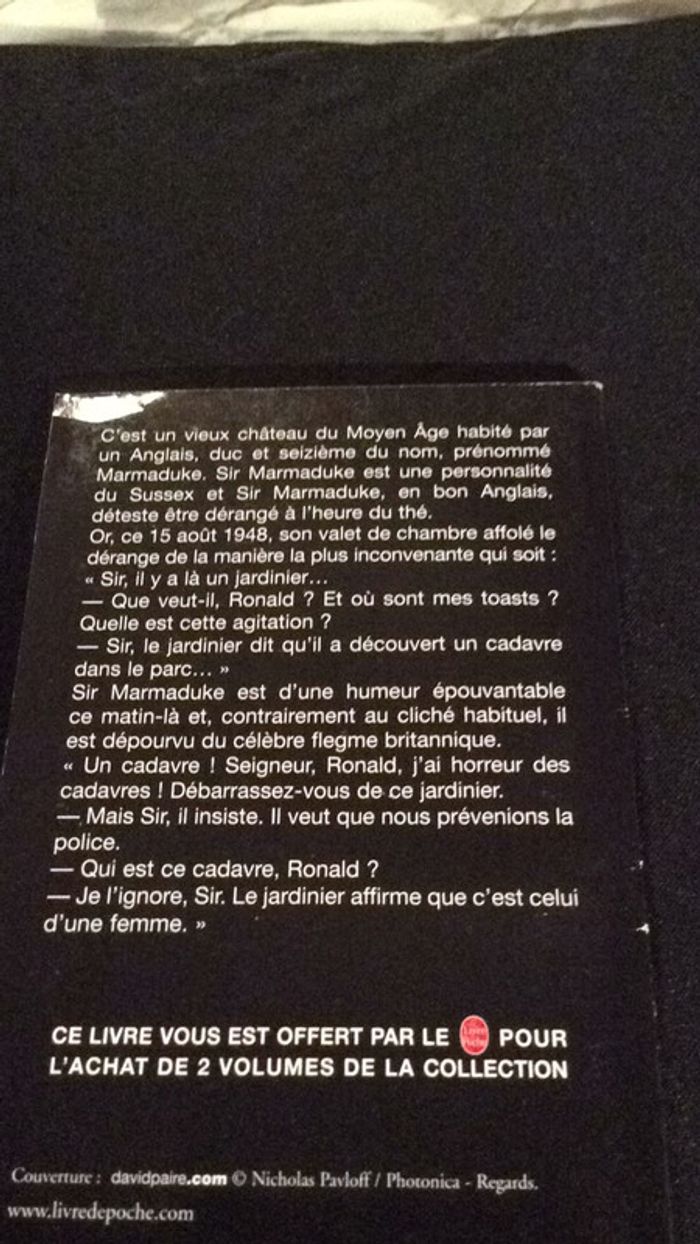 C'est un vieux château du Moyen Âge habité par
un Anglais, duc et seizième du nom, prénommé
Marmaduke. Sir Marmaduke est une personnalité
du Sussex et Sir Marmaduke, en bon Anglais,
déteste être dérangé à l'heure du thé.
Or, ce 15 août 1948, son valet de chambre affolé le
dérange de la manière la plus inconvenante qui soit :
« Sir, il y a là un jardinier...
— Que veut-il, Ronald ? Et où sont mes toasts ?
Quelle est cette agitation ?
— Sir, le jardinier dit qu'il a découvert un cadavre
dans le parc... »
Sir Marmaduke est d'une humeur épouvantable
ce matin-là et, contrairement au cliché habituel, il
est dépourvu du célèbre flegme britannique.
« Un cadavre ! Seigneur, Ronald, j'ai horreur des
cadavres ! Débarrassez-vous de ce jardinier.
— Mais Sir, il insiste. Il veut que nous prévenions la
police.
— Qui est ce cadavre, Ronald ?
— Je l'ignore, Sir. Le jardinier affirme que c'est celui
d'une femme. »
CE LIVRE VOUS EST OFFERT PAR LE Le Livre de Poche POUR
L'ACHAT DE 2 VOLUMES DE LA COLLECTION
Couverture : davidpaire.com © Nicholas Pavloff / Photonica - Regards.
www.livredepoche.com